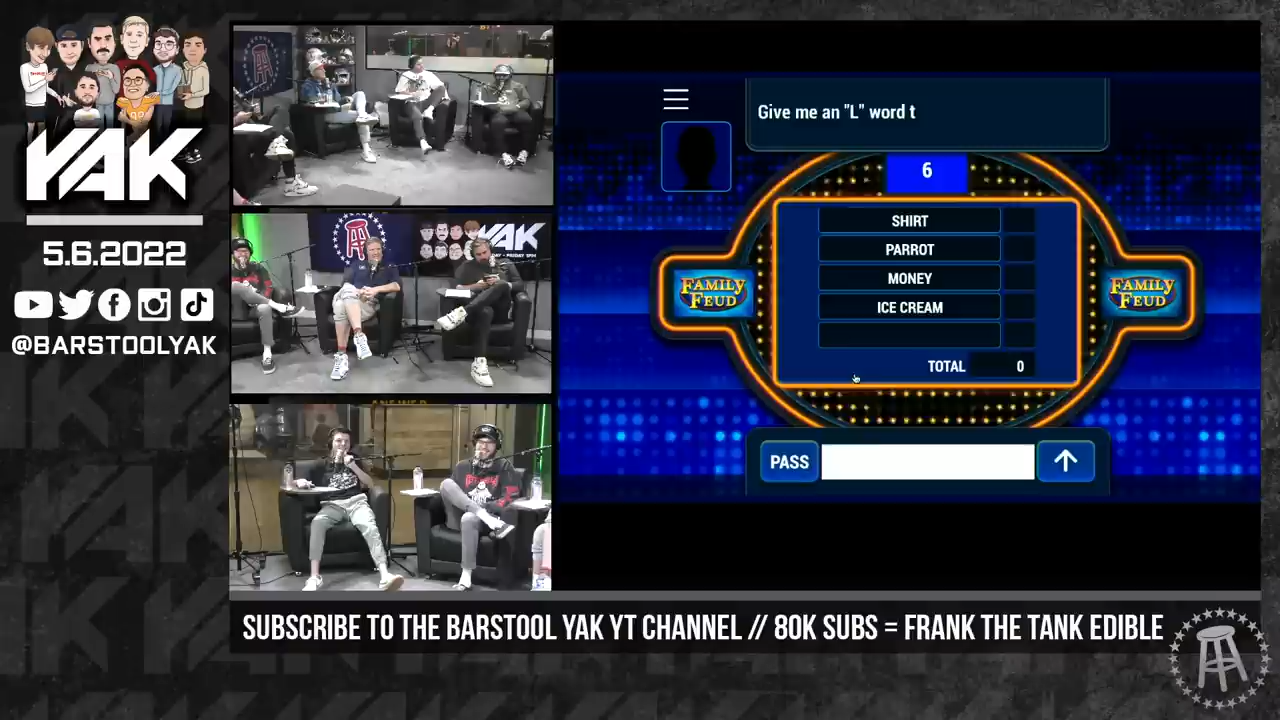 YAK
5.6.2022
@BARSTOOLYAK
YAK
Give me an "L" word t
6
SHIRT
PARROT
MONEY
ICE CREAM
TOTAL 0
FAMILY
FEUD
FAMILY
FEUD
PASS
SUBSCRIBE TO THE BARSTOOL YAK YT CHANNEL // 80K SUBS = FRANK THE TANK EDIBLE